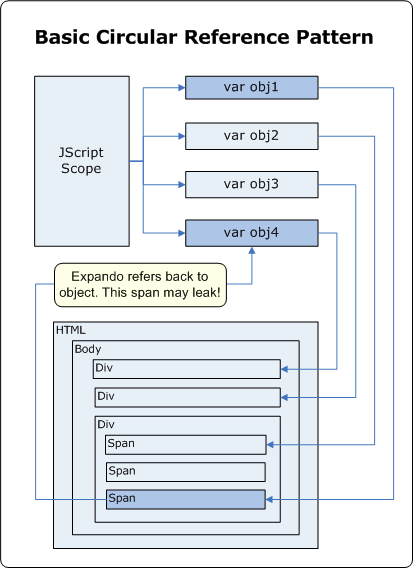 Basic Circular Reference Pattern
JScript
Scope
var obj1
var obj2
var obj3
var obj4
Expando refers back to
object. This span may leak!
HTML
Body
Div
Div
Div
Span
Span
Span